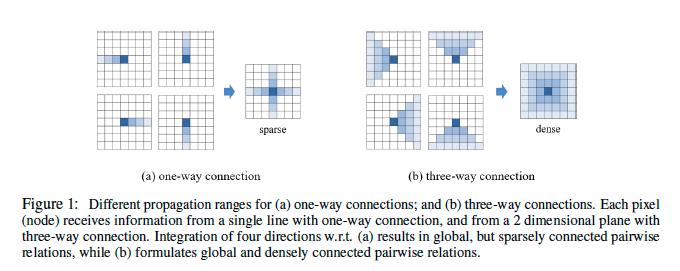 sparse
dense
(a) one-way connection
(b) three-way connection
Figure 1: Different propagation ranges for (a) one-way connections; and (b) three-way connections. Each pixel
(node) receives information from a single line with one-way connection, and from a 2 dimensional plane with
three-way connection. Integration of four directions w.r.t. (a) results in global, but sparsely connected pairwise
relations, while (b) formulates global and densely connected pairwise relations.